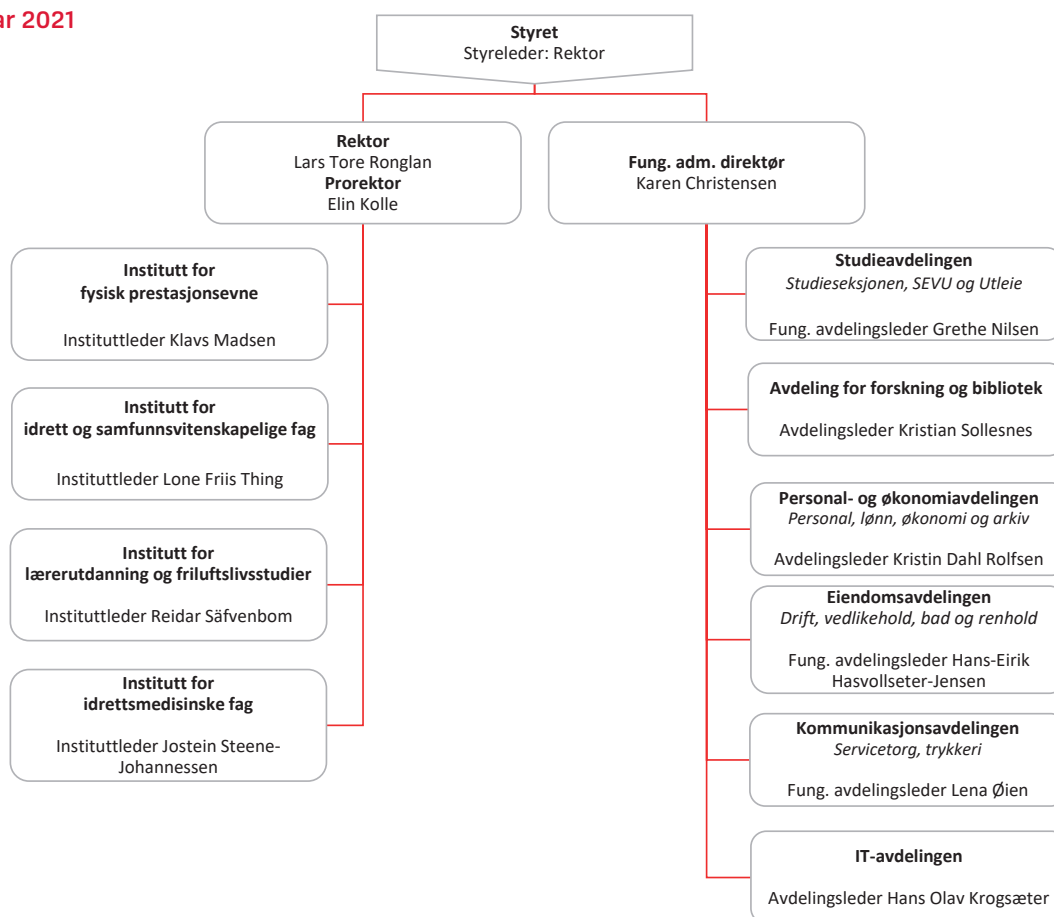 ar 2021
Styret
Styreleder: Rektor
Rektor
Lars Tore Ronglan
Prorektor
Elin Kolle
Fung. adm. direktør
Karen Christensen
Institutt for
fysisk prestasjonsevne
Instituttleder Klavs Madsen
Institutt for
idrett og samfunnsvitenskapelige fag
Instituttleder Lone Friis Thing
Institutt for
lærerutdanning og friluftslivsstudier
Instituttleder Reidar Säfvenbom
Institutt for
idrettsmedisinske fag
Instituttleder Jostein Steene-
Johannessen
Studieavdelingen
Studieseksjonen, SEVU og Utleie
Fung. avdelingsleder Grethe Nilsen
Avdeling for forskning og bibliotek
Avdelingsleder Kristian Sollesnes
Personal- og økonomiavdelingen
Personal, lønn, økonomi og arkiv
Avdelingsleder Kristin Dahl Rolfsen
Eiendomsavdelingen
Drift, vedlikehold, bad og renhold
Fung. avdelingsleder Hans-Eirik
Hasvollseter-Jensen
Kommunikasjonsavdelingen
Servicetorg, trykkeri
Fung. avdelingsleder Lena Øien
IT-avdelingen
Avdelingsleder Hans Olav Krogsæter